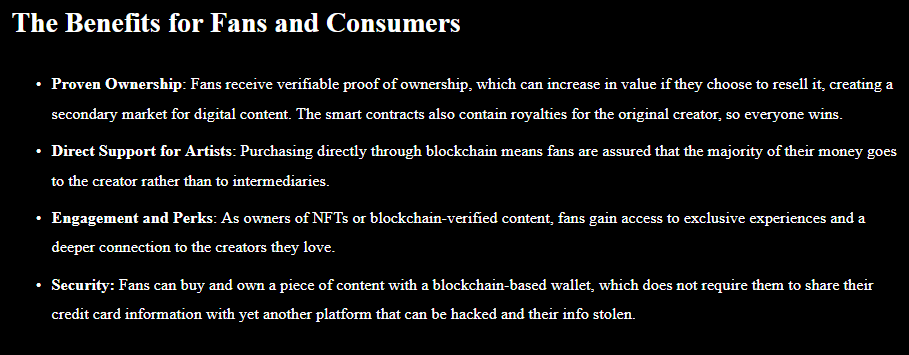 The Benefits for Fans and Consumers
• Proven Ownership: Fans receive verifiable proof of ownership, which can increase in value if they choose to resell it, creating a
secondary market for digital content. The smart contracts also contain royalties for the original creator, so everyone wins.
• Direct Support for Artists: Purchasing directly through blockchain means fans are assured that the majority of their money goes
to the creator rather than to intermediaries.
• Engagement and Perks: As owners of NFTs or blockchain-verified content, fans gain access to exclusive experiences and a
deeper connection to the creators they love.
• Security: Fans can buy and own a piece of content with a blockchain-based wallet, which does not require them to share their
credit card information with yet another platform that can be hacked and their info stolen.